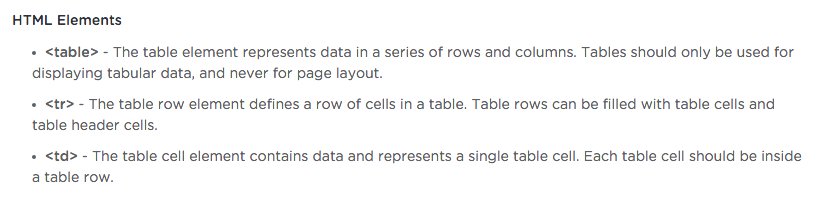 HTML Elements
• <table> - The table element represents data in a series of rows and columns. Tables should only be used for
displaying tabular data, and never for page layout.
• <tr> - The table row element defines a row of cells in a table. Table rows can be filled with table cells and
table header cells.
• <td> - The table cell element contains data and represents a single table cell. Each table cell should be inside
a table row.